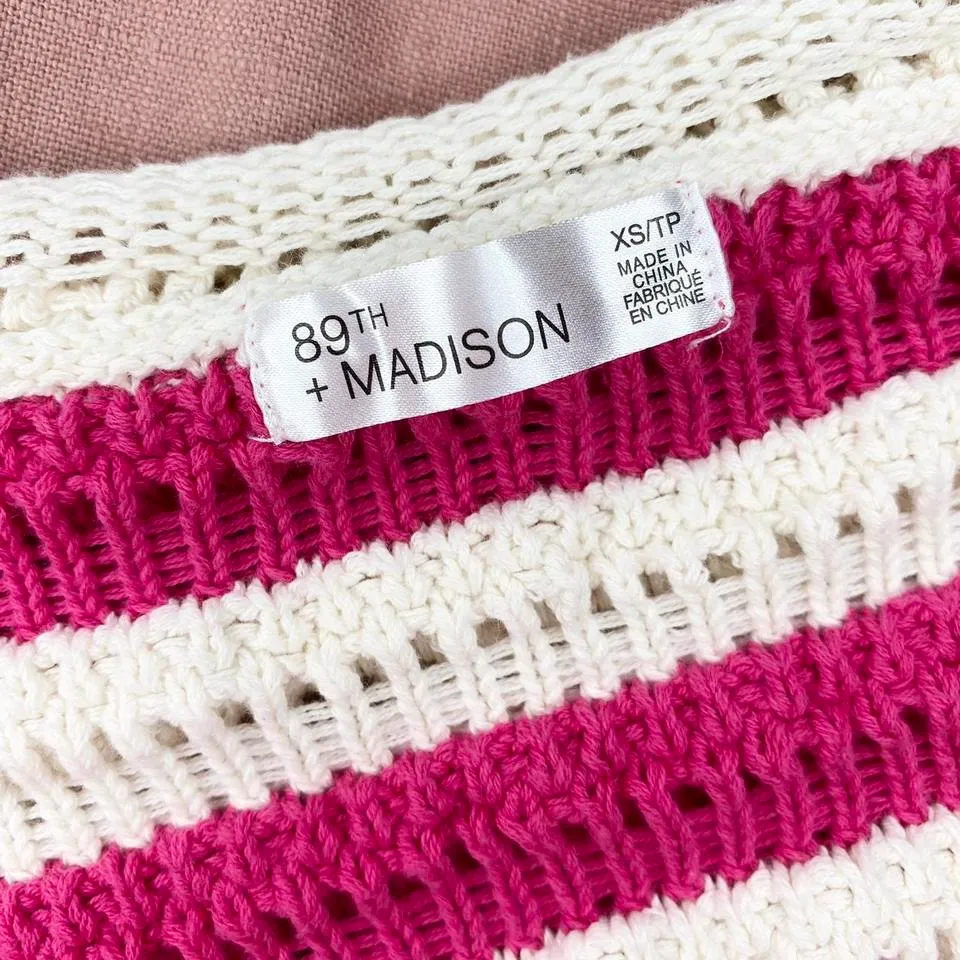 89TH
+ MADISON
XS/TP
MADE IN
CHINA
FABRIQUÉ
EN CHINE